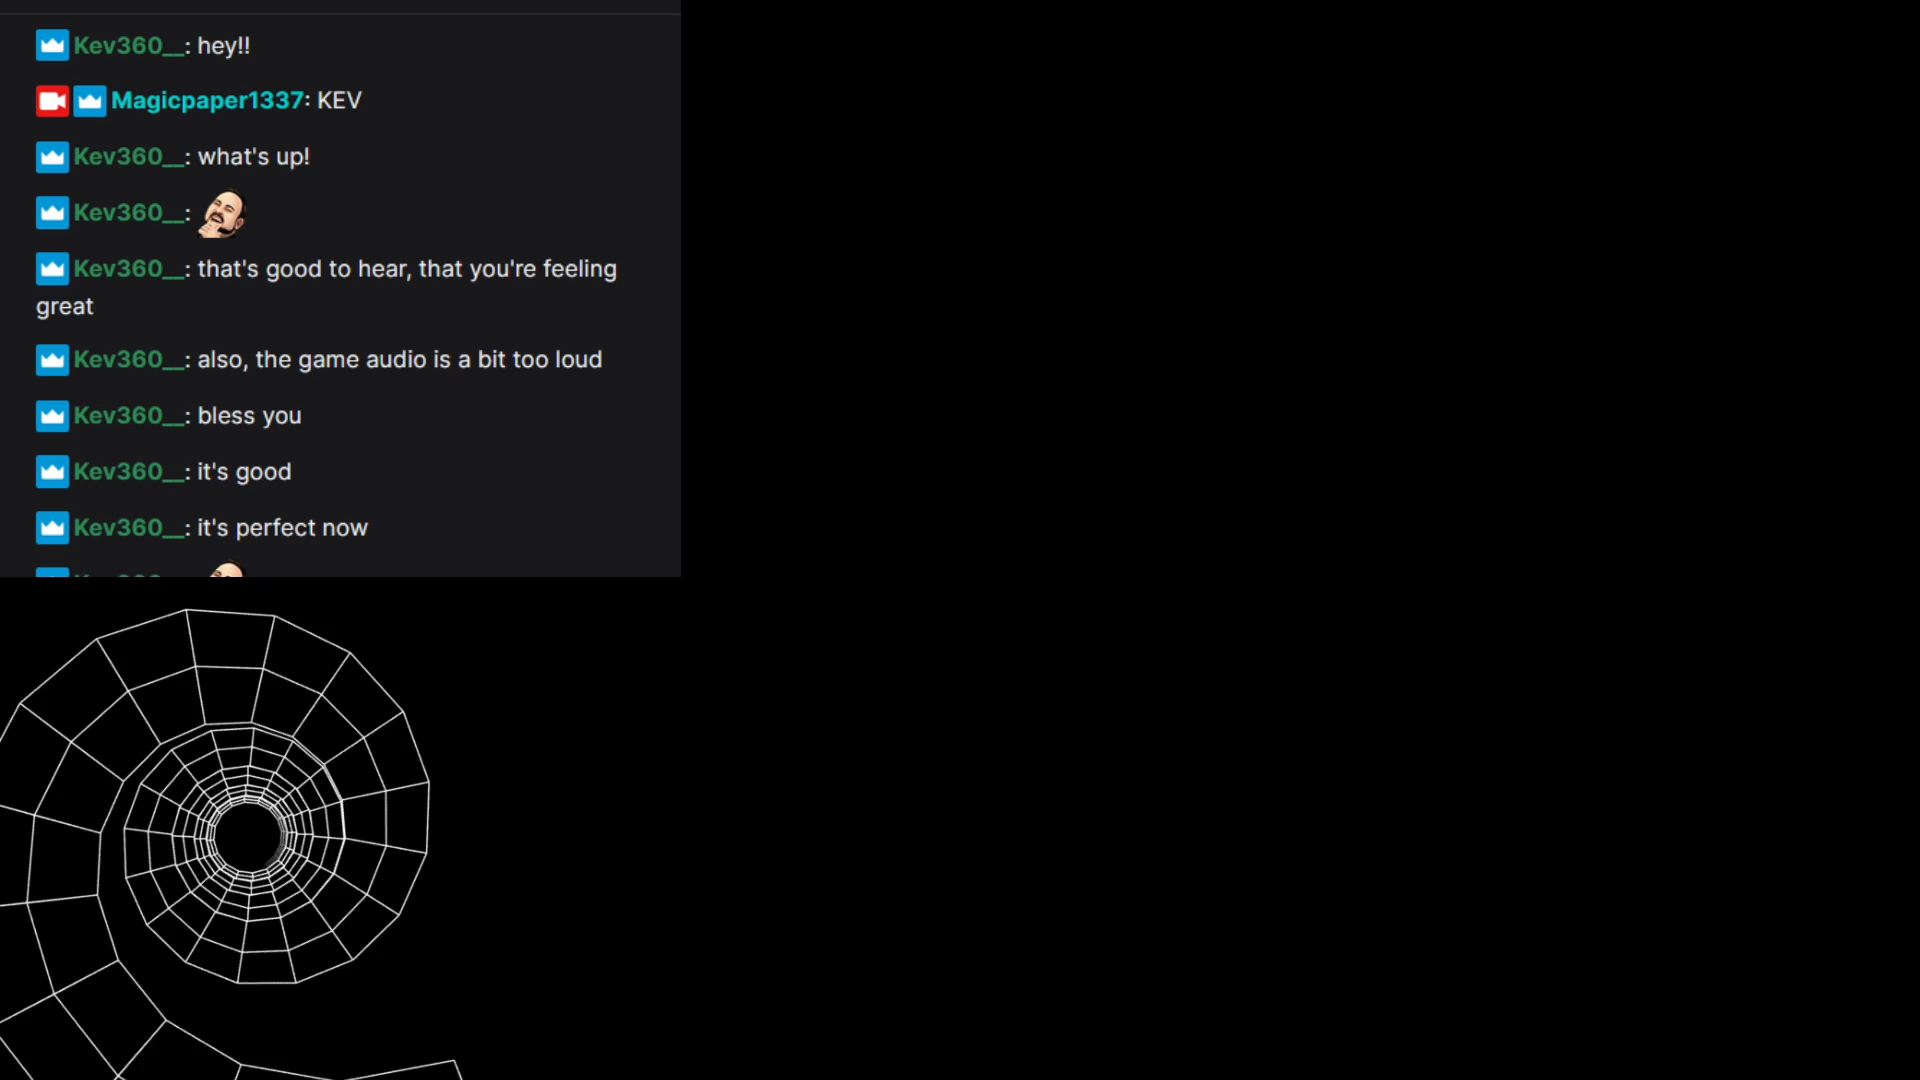 Kev360__: hey!!
Magicpaper1337: KEV
Kev360__: what's up!
Kev360__:
Kev360__: that's good to hear, that you're feeling
great
Kev360__: also, the game audio is a bit too loud
Kev360__: bless you
Kev360__: it's good
Kev360__: it's perfect now